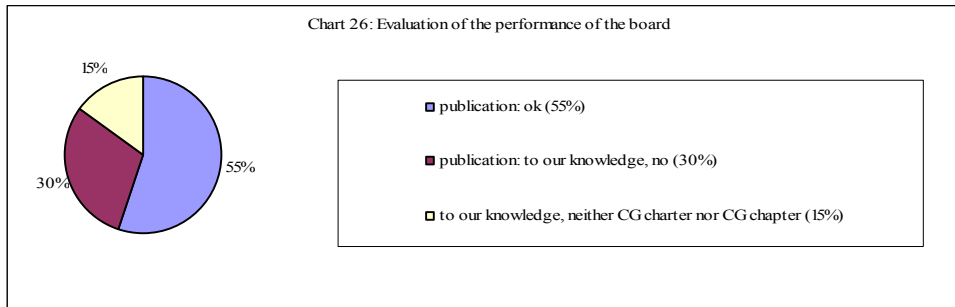 Chart 26: Evaluation of the performance of the board
15%
55%
30%
publication: ok (55%)
publication: to our knowledge, no (30%)
to our knowledge, neither CG charter nor CG chapter (15%)